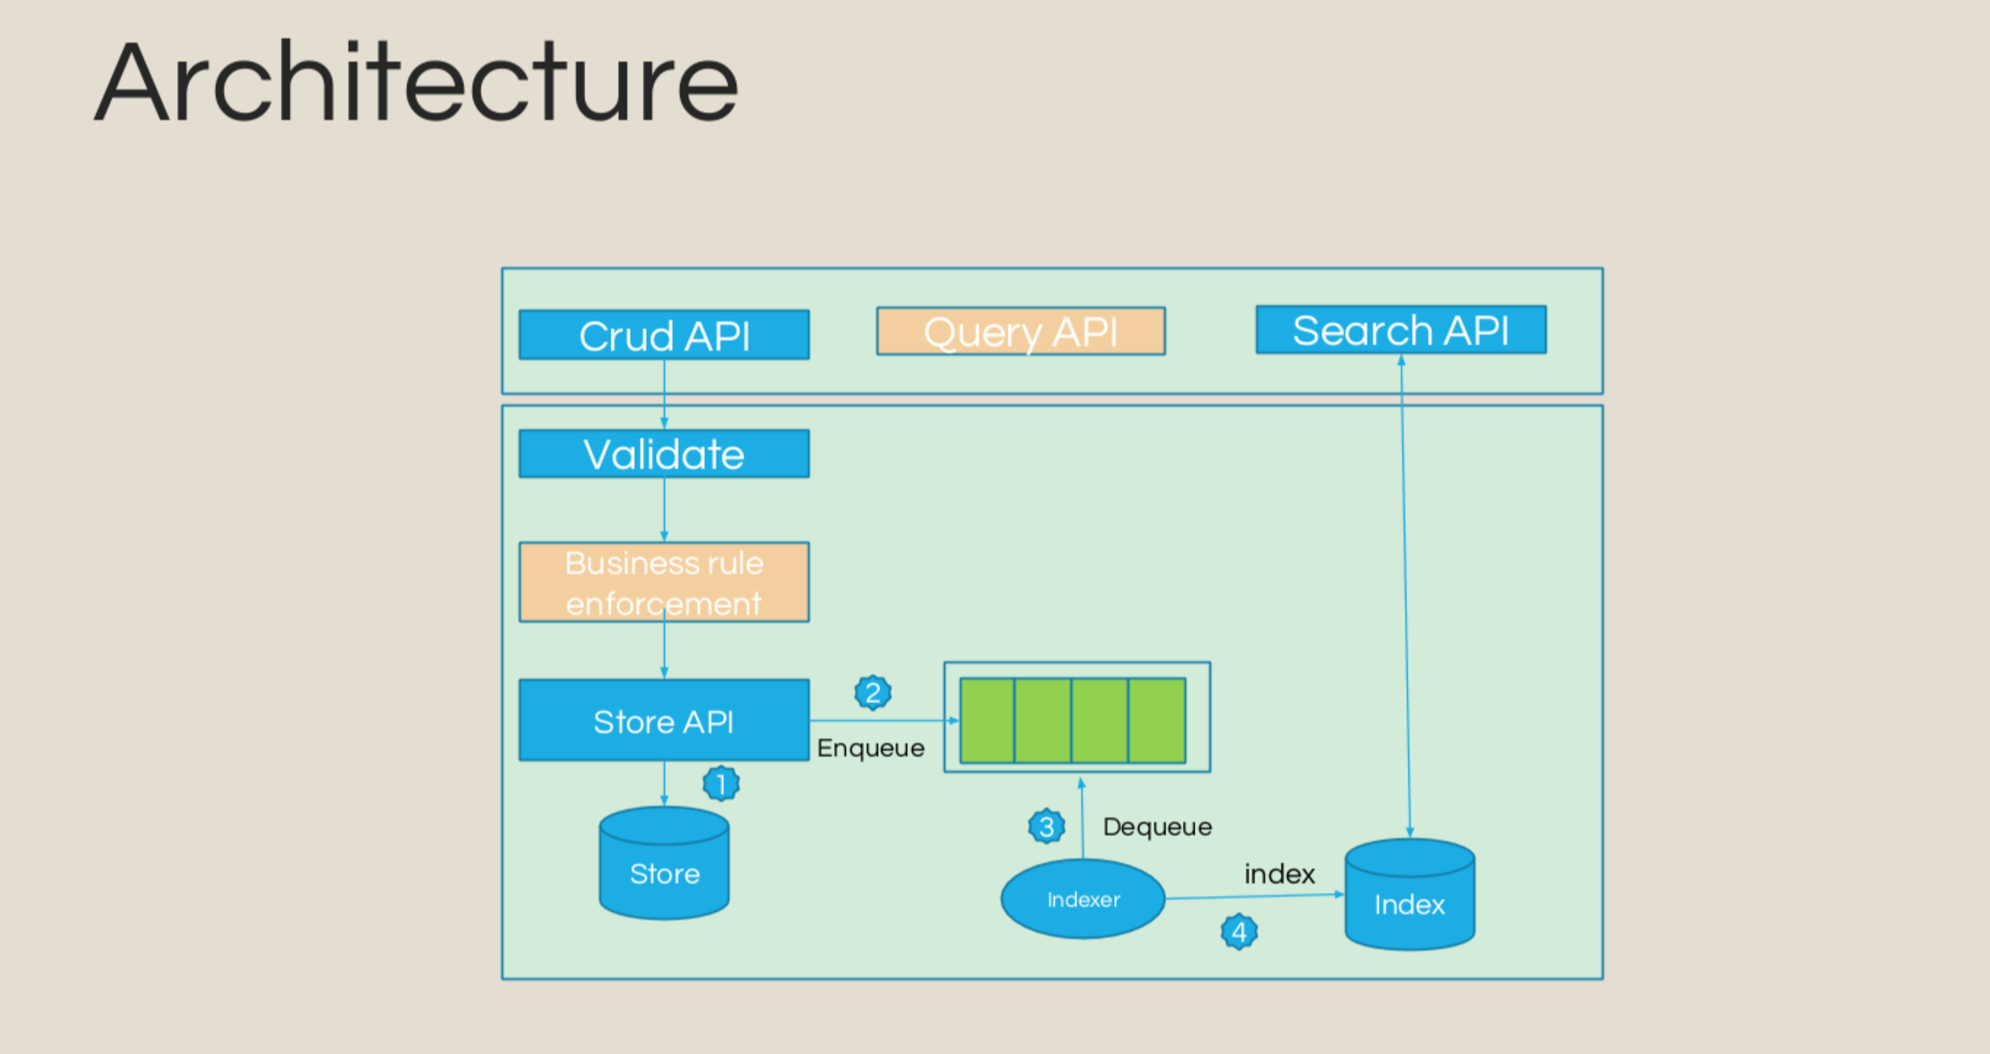 Architecture
Crud API
Query API
Search API
Validate
Business rule
enforcement
Store API
2
Enqueue
1
Store
3
Dequeue
Indexer
index
4
Index